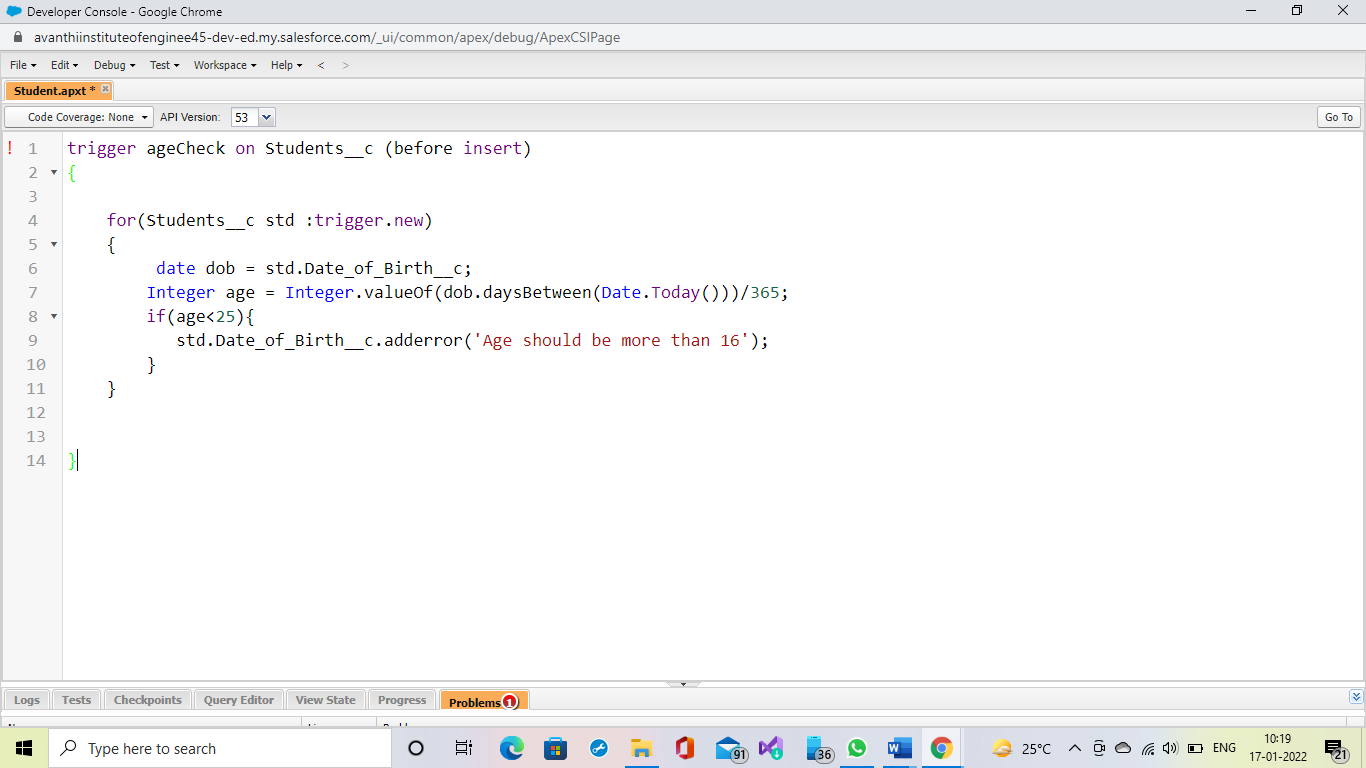 Developer Console - Google Chrome
avanthiinstituteofenginee45-dev-ed.my.salesforce.com/_ui/common/apex/debug/ApexCSIPage
File Edit Debug Test Workspace Help < >
Student.apxt *
Code Coverage: None API Version: 53 Go To
! 1 trigger ageCheck on Students__c (before insert)
2 {
3
4 for(Students__c std :trigger.new)
5 {
6 date dob = std.Date_of_Birth__c;
7 Integer age = Integer.valueOf(dob.daysBetween(Date.Today()))/365;
8 if(age<25){
9 std.Date_of_Birth__c.adderror('Age should be more than 16');
10 }
11 }
12
13
14 }
Logs Tests Checkpoints Query Editor View State Progress Problems 1
Type here to search 91 36 25°C ENG 10:19
17-01-2022 21